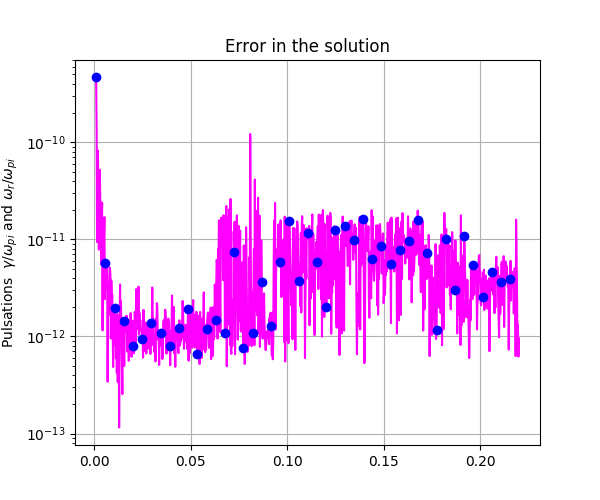 Error in the solution
Pulsations γ/ω_pi and ω_r/ω_pi
10⁻¹⁰
10⁻¹¹
10⁻¹²
10⁻¹³
0.00 0.05 0.10 0.15 0.20